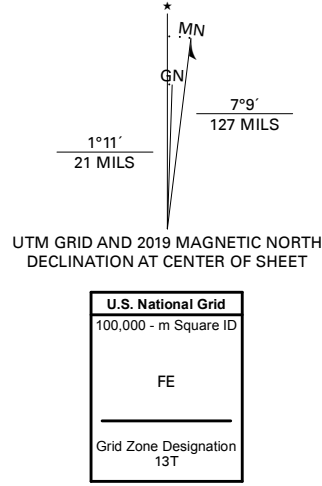 MN
GN
7°9´
127 MILS
1°11´
21 MILS
UTM GRID AND 2019 MAGNETIC NORTH
DECLINATION AT CENTER OF SHEET
U.S. National Grid
100,000 - m Square ID
FE
Grid Zone Designation
13T